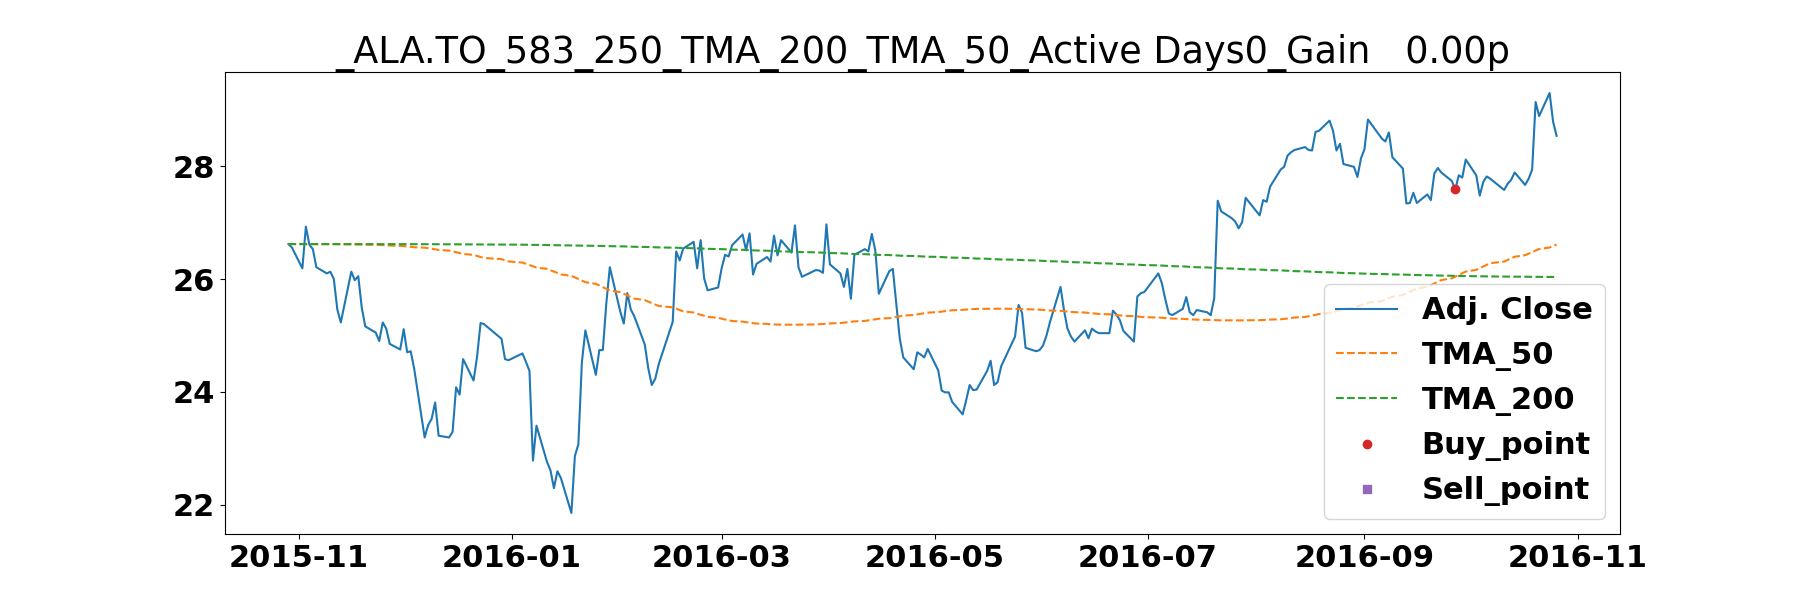 _ALA.TO_583_250_TMA_200_TMA_50_Active Days0_Gain   0.00p
28
26
24
22
Adj. Close
TMA_50
TMA_200
Buy_point
Sell_point
2015-11 2016-01 2016-03 2016-05 2016-07 2016-09 2016-11